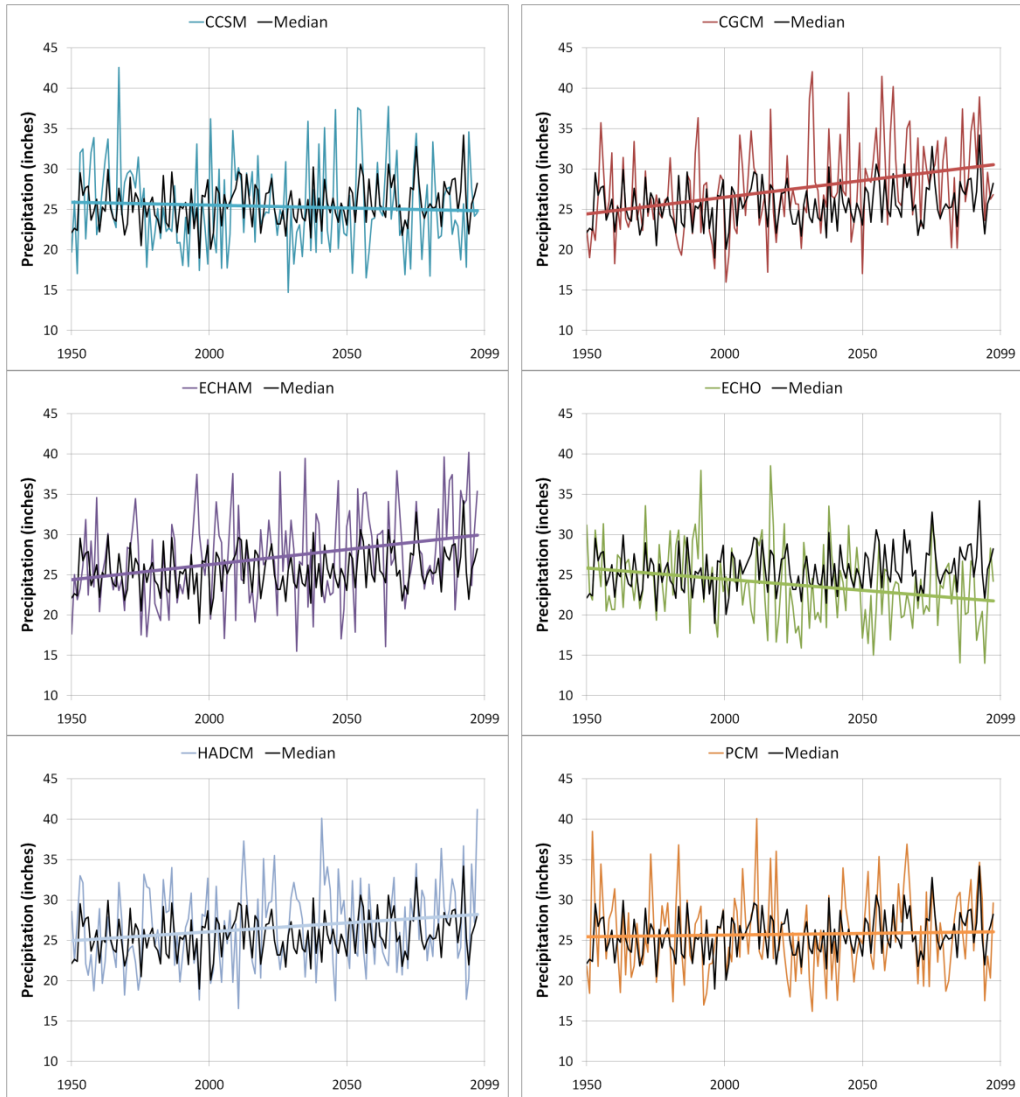 CCSM Median
Precipitation (inches)
45
40
35
30
25
20
15
10
1950 2000 2050 2099
CGCM Median
Precipitation (inches)
45
40
35
30
25
20
15
10
1950 2000 2050 2099
ECHAM Median
Precipitation (inches)
45
40
35
30
25
20
15
10
1950 2000 2050 2099
ECHO Median
Precipitation (inches)
45
40
35
30
25
20
15
10
1950 2000 2050 2099
HADCM Median
Precipitation (inches)
45
40
35
30
25
20
15
10
1950 2000 2050 2099
PCM Median
Precipitation (inches)
45
40
35
30
25
20
15
10
1950 2000 2050 2099